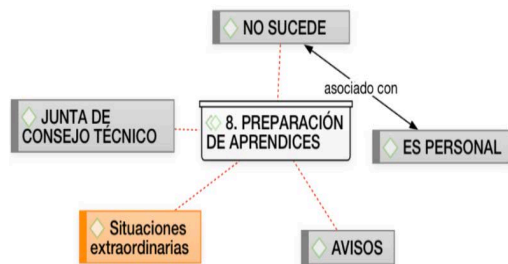 NO SUCEDE
asociado con
JUNTA DE
CONSEJO TÉCNICO
8. PREPARACIÓN
DE APRENDICES
ES PERSONAL
Situaciones
extraordinarias
AVISOS